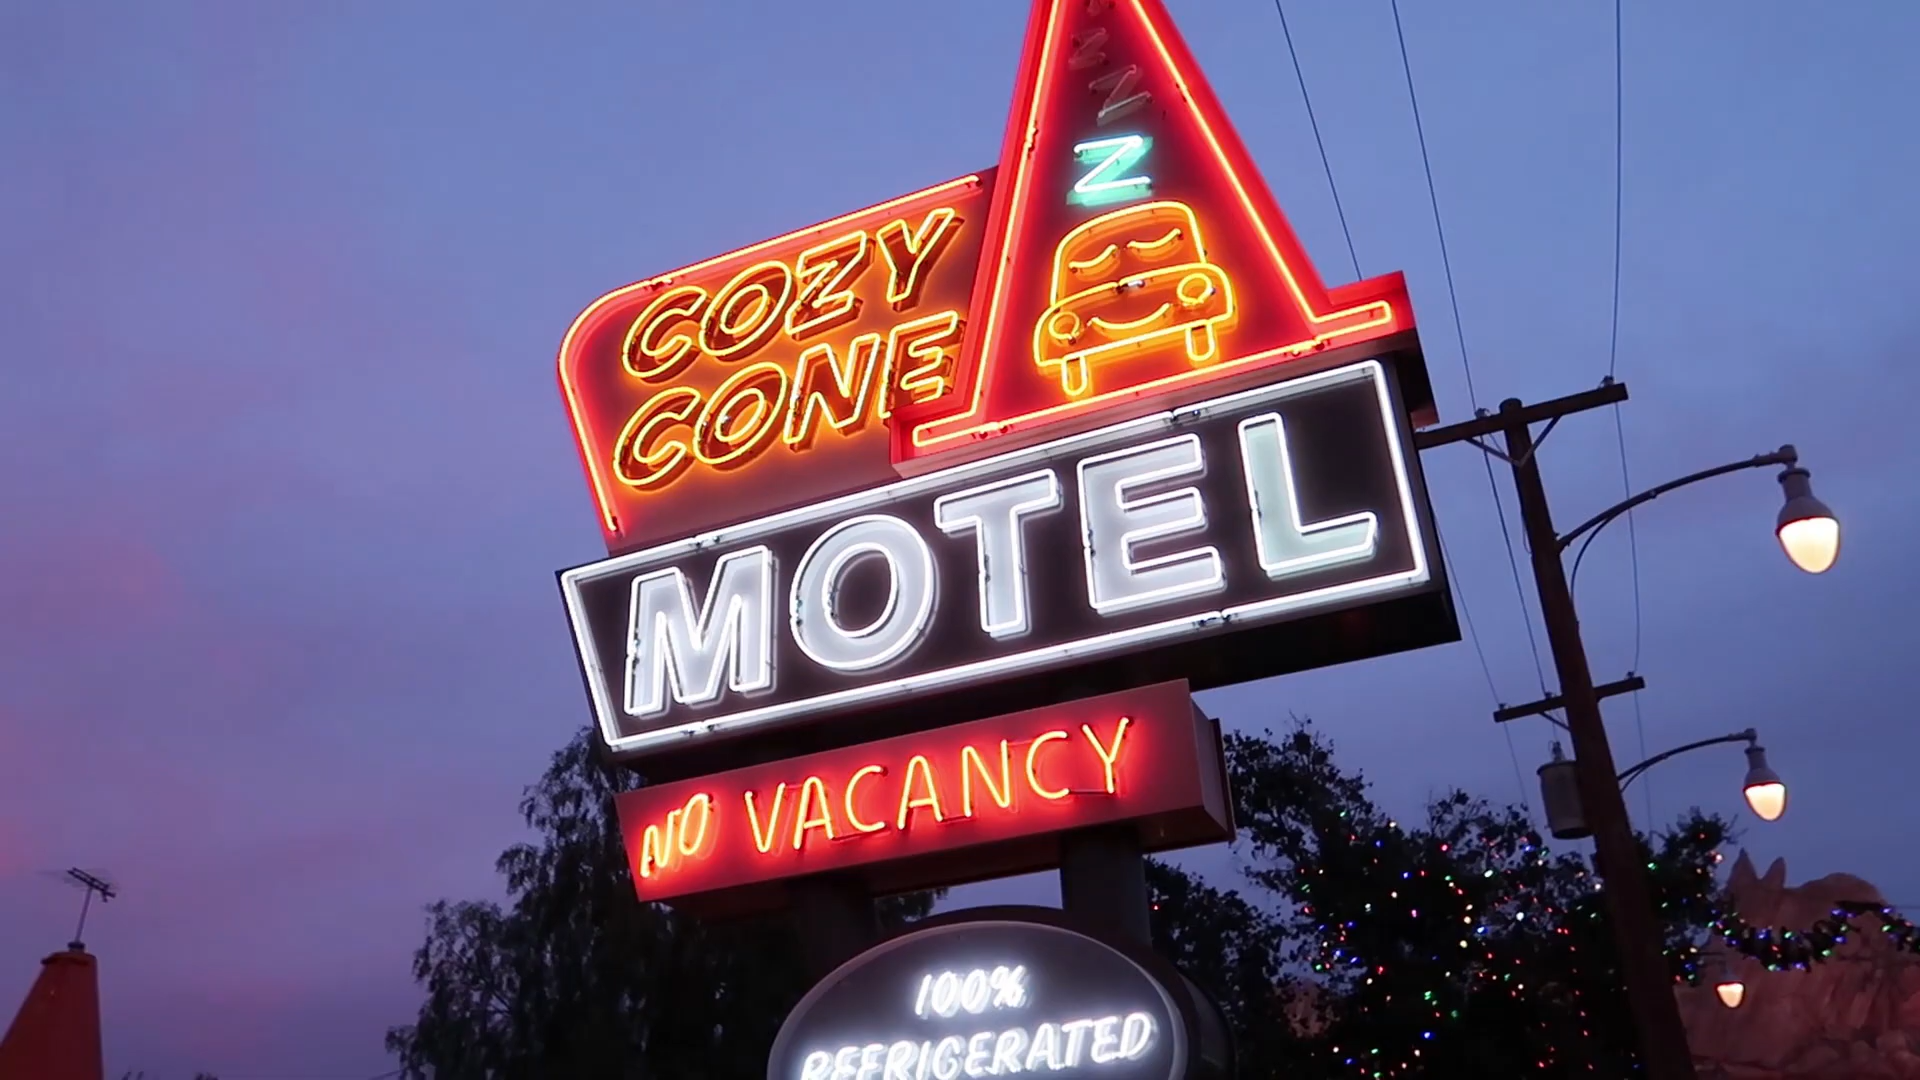 Z
COZY
CONE
MOTEL
NO VACANCY
100%
REFRIGERATED